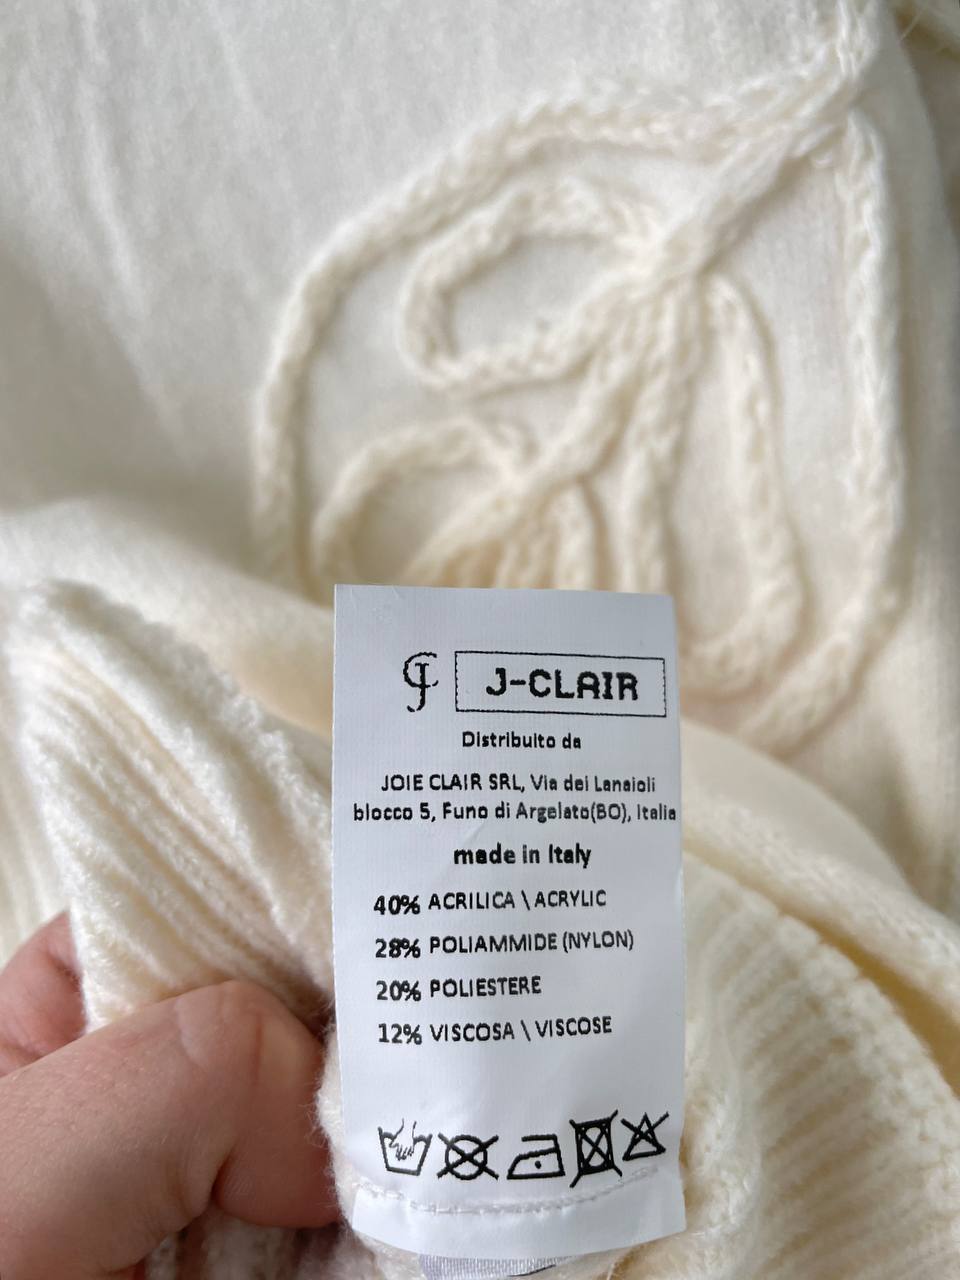 J-CLAIR
Distribuito da
JOIE CLAIR SRL, Via dei Lanaioli
blocco 5, Funo di Argelato(BO), Italia
made in Italy
40% ACRILICA \ ACRYLIC
28% POLIAMMIDE (NYLON)
20% POLIESTERE
12% VISCOSA \ VISCOSE